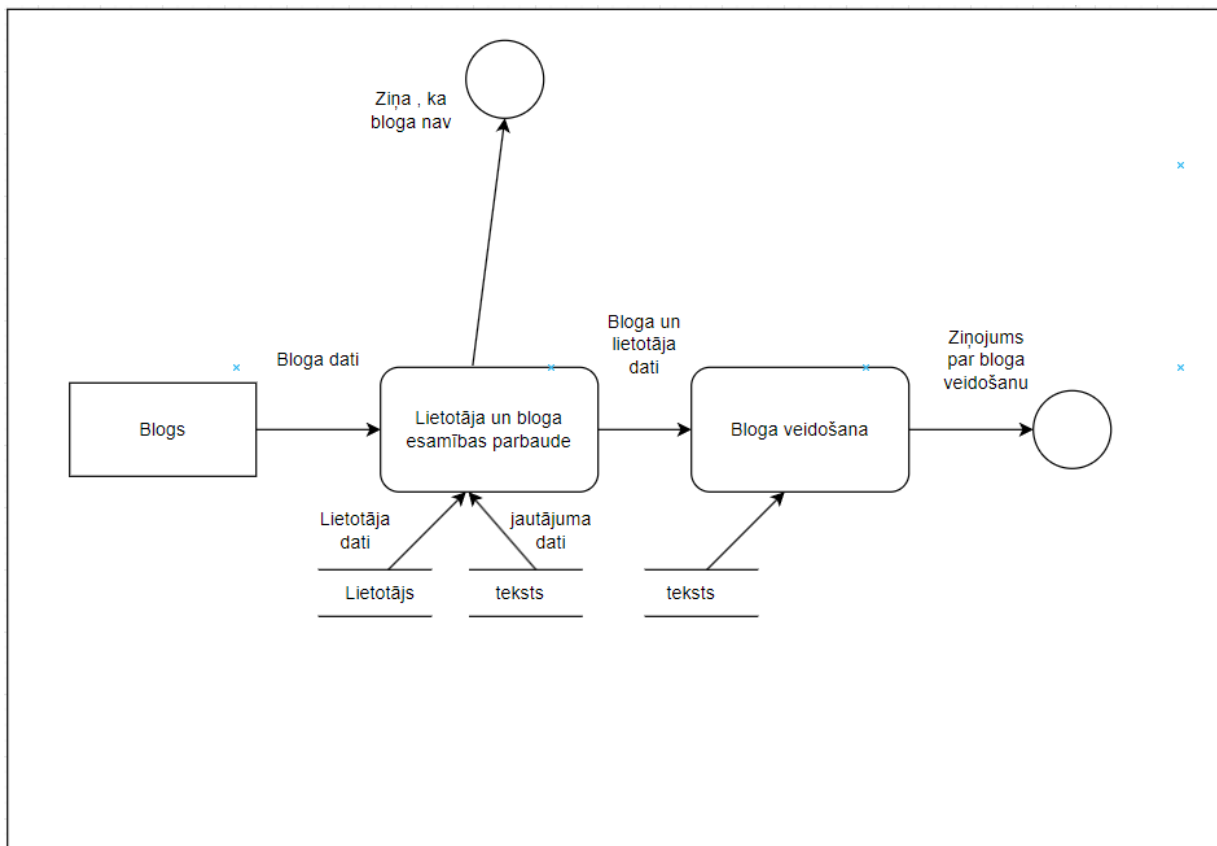 Ziņa , ka
bloga nav
Bloga dati
Bloga un
lietotāja
dati
Ziņojums
par bloga
veidošanu
Blogs
Lietotāja un bloga
esamības parbaude
Bloga veidošana
Lietotāja
dati
jautājuma
dati
Lietotājs
teksts
teksts